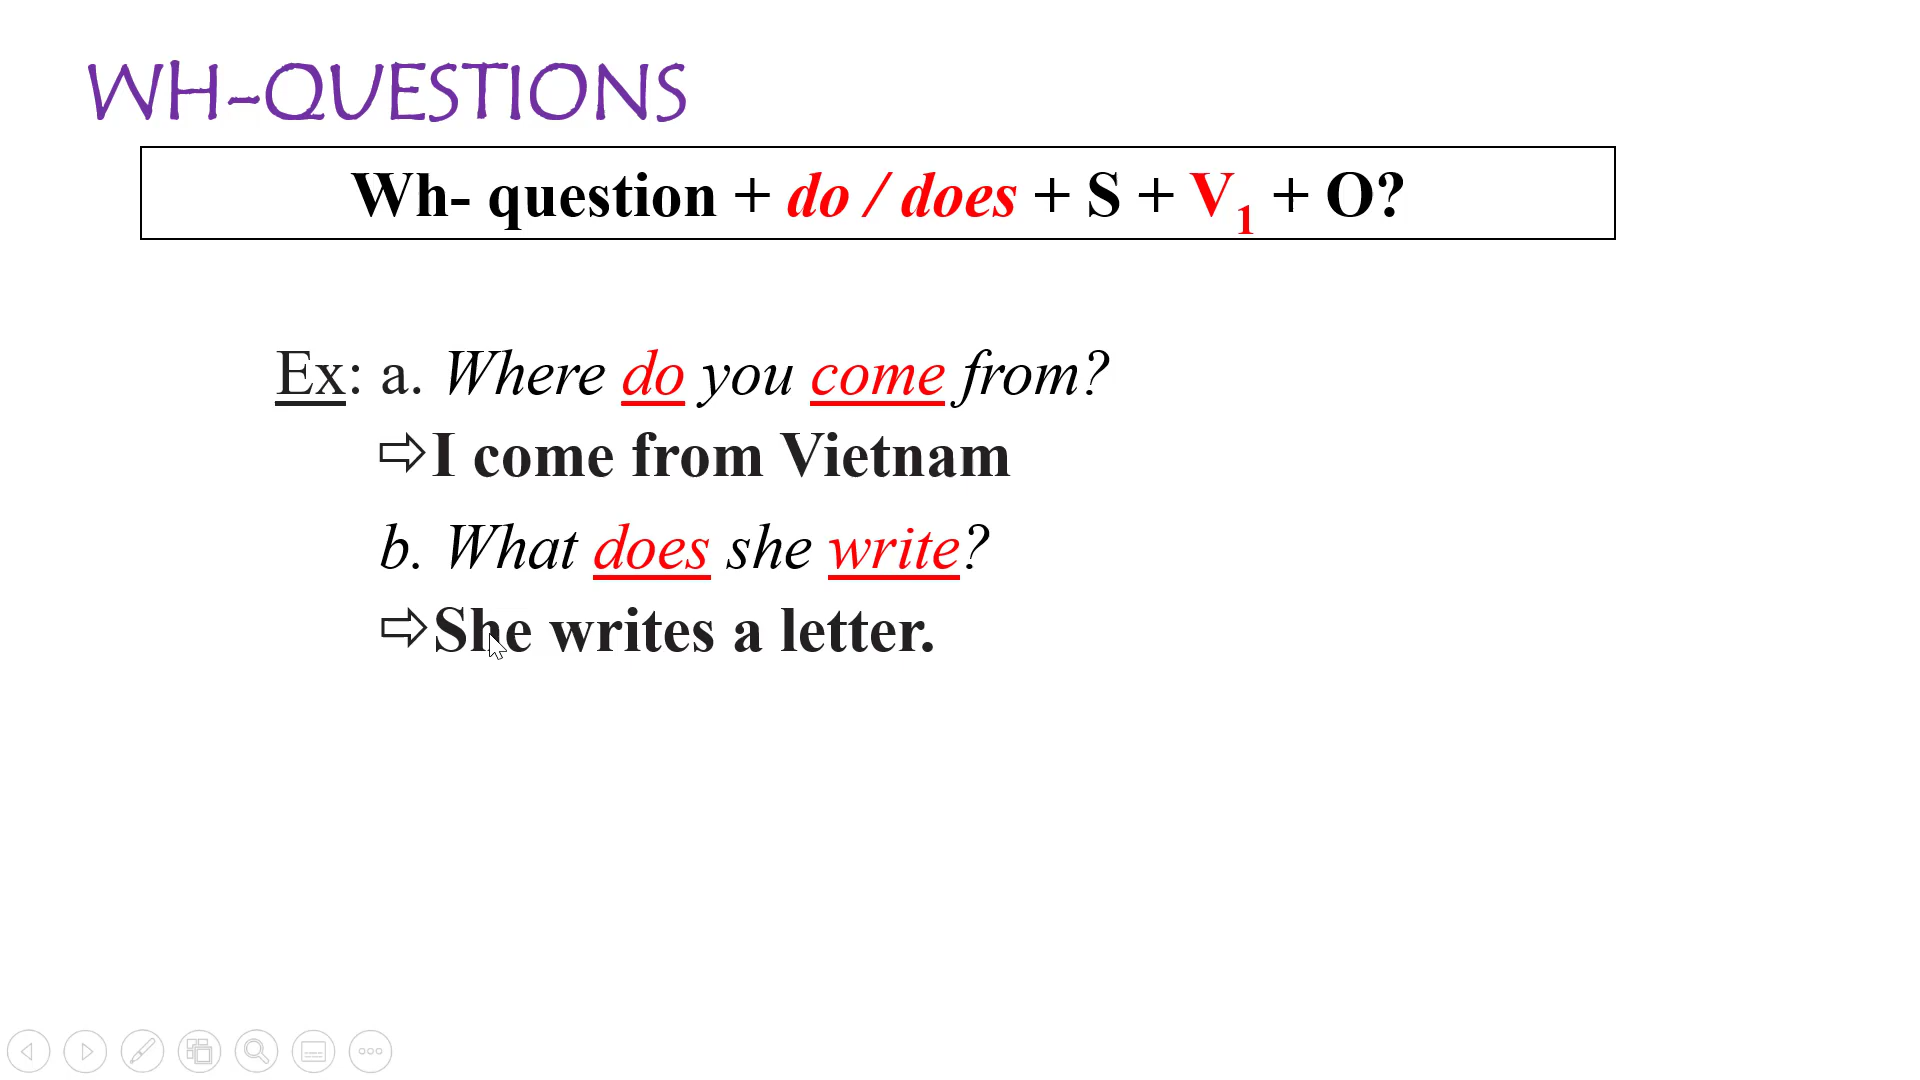 WH-QUESTIONS
Wh- question + do / does + S + V₁ + O?
Ex: a. Where do you come from?
⇨I come from Vietnam
b. What does she write?
⇨She writes a letter.